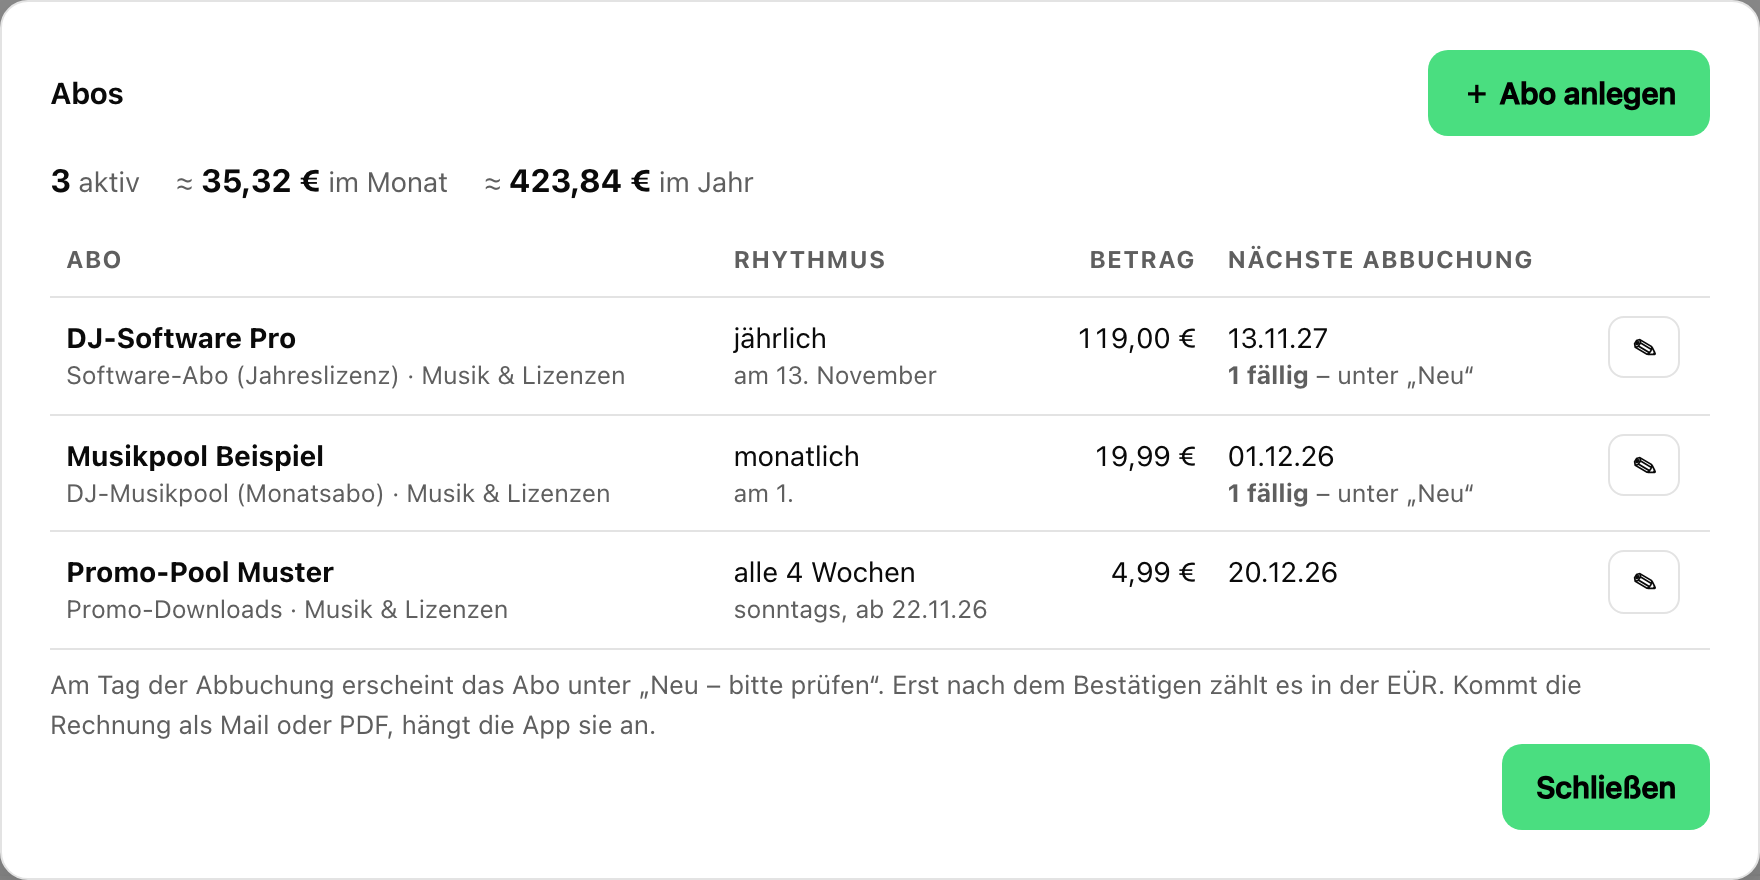 Abos
+ Abo anlegen
3 aktiv ≈ 35,32 € im Monat ≈ 423,84 € im Jahr
ABO RHYTHMUS BETRAG NÄCHSTE ABBUCHUNG
DJ-Software Pro jährlich 119,00 € 13.11.27
Software-Abo (Jahreslizenz) · Musik & Lizenzen am 13. November 1 fällig – unter „Neu“
Musikpool Beispiel monatlich 19,99 € 01.12.26
DJ-Musikpool (Monatsabo) · Musik & Lizenzen am 1. 1 fällig – unter „Neu“
Promo-Pool Muster alle 4 Wochen 4,99 € 20.12.26
Promo-Downloads · Musik & Lizenzen sonntags, ab 22.11.26
Am Tag der Abbuchung erscheint das Abo unter „Neu – bitte prüfen“. Erst nach dem Bestätigen zählt es in der EÜR. Kommt die
Rechnung als Mail oder PDF, hängt die App sie an.
Schließen